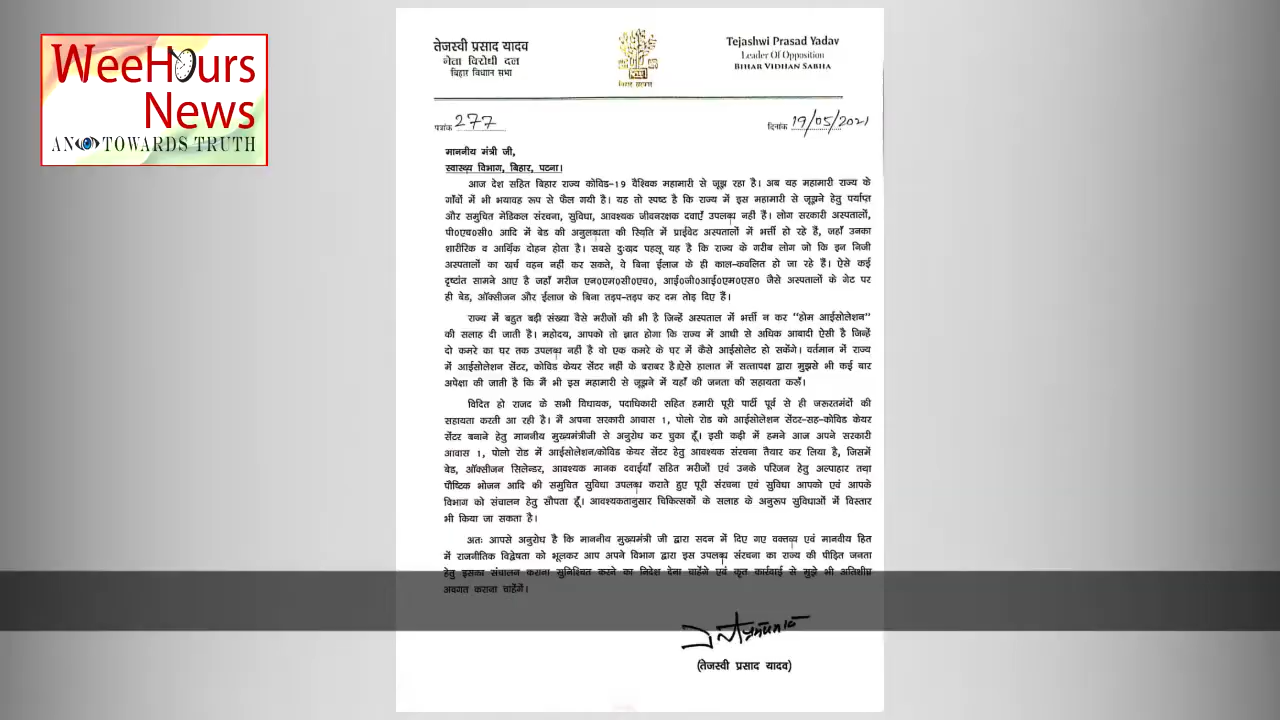 WEEHOURS
NEWS
AN TOWARDS TRUTH
तेजस्वी प्रसाद यादव
नेता विरोधी दल
बिहार विधान सभा
Tejashwi Prasad Yadav
Leader Of Opposition
BIHAR VIDHAN SABHA
पत्रांक 277
दिनांक 19/05/2021
माननीय मंत्री जी,
स्वास्थ्य विभाग, बिहार, पटना।
आज देश सहित बिहार राज्य कोविड-19 वैश्विक महामारी से जूझ रहा है। अब यह महामारी राज्य के
गाँवों में भी भयावह रूप से फैल गयी है। यह तो स्पष्ट है कि राज्य में इस महामारी से जूझने हेतु पर्याप्त
और समुचित मेडिकल संरचना, सुविधा, आवश्यक जीवनरक्षक दवाएँ उपलब्ध नहीं है। लोग सरकारी अस्पतालों,
पी०एच०सी० आदि में बेड की अनुलब्धता की स्थिति में प्राईवेट अस्पतालों में भर्त्ती हो रहे हैं, जहाँ उनका
शारीरिक व आर्थिक दोहन होता है। सबसे दुःखद पहलू यह है कि राज्य के गरीब लोग जो कि इन निजी
अस्पतालों का खर्च वहन नहीं कर सकते, वे बिना ईलाज के ही काल-कवलित हो जा रहे हैं। ऐसे कई
दृष्टांत सामने आए है जहाँ मरीज एन०एम०सी०एच०, आई०जी०आई०एम०एस० जैसे अस्पतालों के गेट पर
ही बेड, ऑक्सीजन और ईलाज के बिना तड़प-तड़प कर दम तोड़ दिए हैं।
राज्य में बहुत बड़ी संख्या वैसे मरीजों की भी है जिन्हें अस्पताल में भर्त्ती न कर "होम आईसोलेशन"
की सलाह दी जाती है। महोदय, आपको तो ज्ञात होगा कि राज्य में आधी से अधिक आबादी ऐसी है जिन्हें
दो कमरे का घर तक उपलब्ध नहीं है वो एक कमरे के घर में कैसे आईसोलेट हो सकेंगे। वर्तमान में राज्य
में आईसोलेशन सेंटर, कोविड केयर सेंटर नहीं के बराबर है।ऐसे हालात में सत्तापक्ष द्वारा मुझसे भी कई बार
अपेक्षा की जाती है कि मैं भी इस महामारी से जूझने में यहाँ की जनता की सहायता करूँ।
विदित हो राजद के सभी विधायक, पदाधिकारी सहित हमारी पूरी पार्टी पूर्व से ही जरूरतमंदों की
सहायता करती आ रही है। मैं अपना सरकारी आवास 1, पोलो रोड को आईसोलेशन सेंटर-सह-कोविड केयर
सेंटर बनाने हेतु माननीय मुख्यमंत्रीजी से अनुरोध कर चुका हूँ। इसी कड़ी में हमने आज अपने सरकारी
आवास 1, पोलो रोड में आईसोलेशन/कोविड केयर सेंटर हेतु आवश्यक संरचना तैयार कर लिया है, जिसमें
बेड, ऑक्सीजन सिलेन्डर, आवश्यक मानक दवाईयाँ सहित मरीजों एवं उनके परिजन हेतु अल्पाहार तथा
पौष्टिक भोजन आदि की समुचित सुविधा उपलब्ध कराते हुए पूरी संरचना एवं सुविधा आपको एवं आपके
विभाग को संचालन हेतु सौपता हूँ। आवश्यकतानुसार चिकित्सकों के सलाह के अनुरूप सुविधाओं में विस्तार
भी किया जा सकता है।
अतः आपसे अनुरोध है कि माननीय मुख्यमंत्री जी द्वारा सदन में दिए गए वक्तव्य एवं मानवीय हित
में राजनीतिक विद्वेषता को भूलकर आप अपने विभाग द्वारा इस उपलब्ध संरचना का राज्य की पीड़ित जनता
हेतु इसका संचालन कराना सुनिश्चित करने का निदेश देना चाहेंगे एवं कृत कार्रवाई से मुझे भी अतिशीघ्र
अवगत कराना चाहेंगें।
(तेजस्वी प्रसाद यादव)